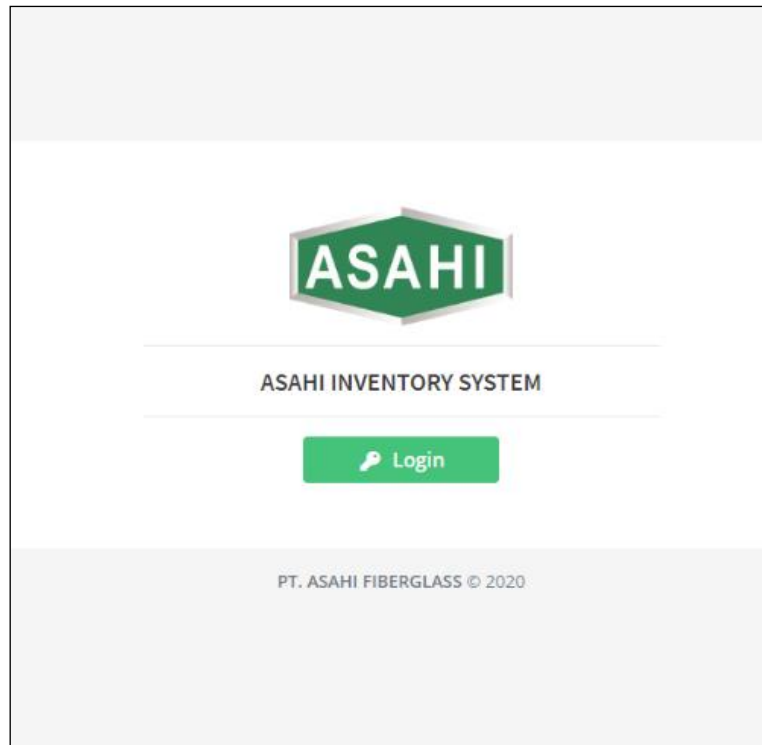 ASAHI
ASAHI INVENTORY SYSTEM
Login
PT. ASAHI FIBERGLASS © 2020